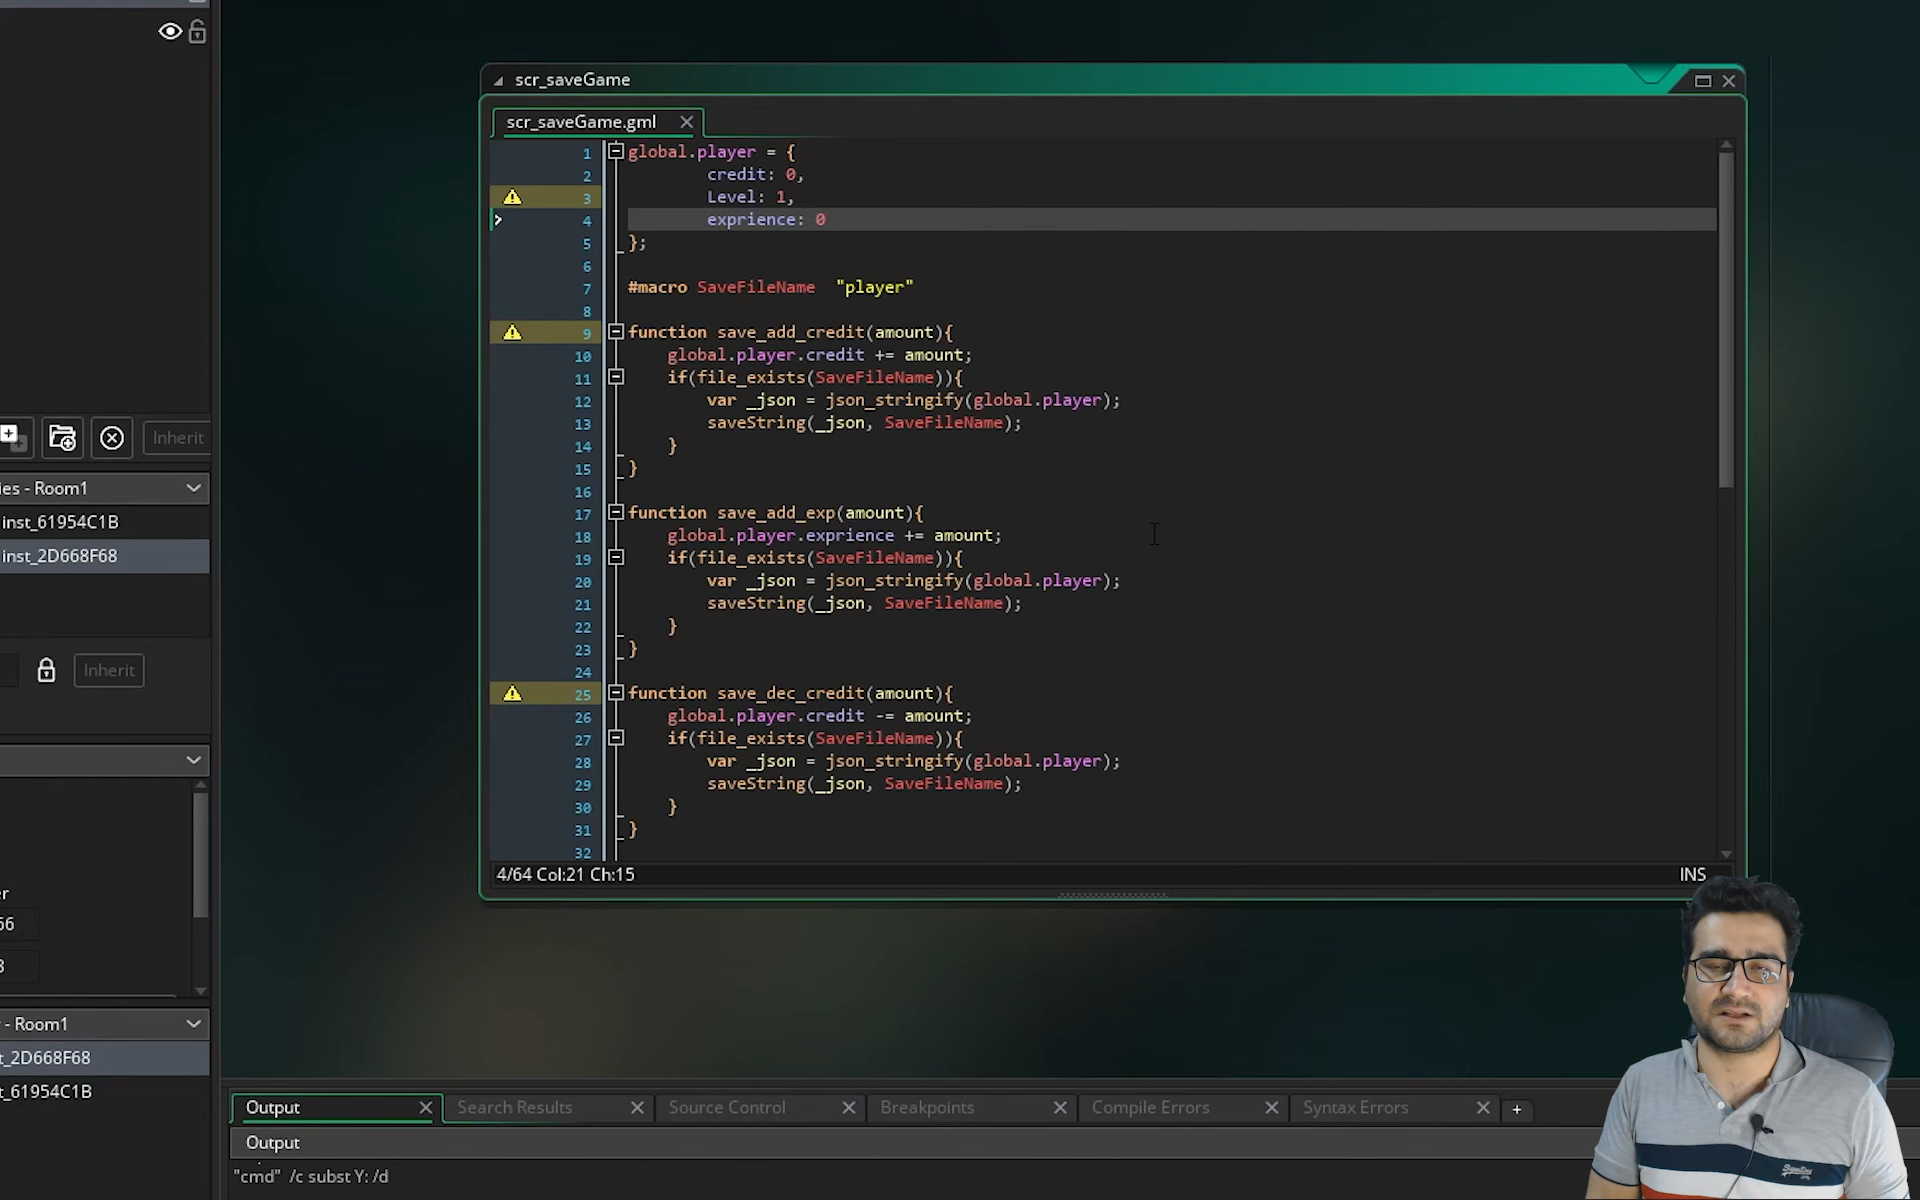 scr_saveGame
scr_saveGame.gml
1 global.player = {
2 credit: 0,
3 Level: 1,
4 exprience: 0
5 };
6
7 #macro SaveFileName "player"
8
9 function save_add_credit(amount){
10 global.player.credit += amount;
11 if(file_exists(SaveFileName)){
12 var _json = json_stringify(global.player);
13 saveString(_json, SaveFileName);
14 }
15 }
16
17 function save_add_exp(amount){
18 global.player.exprience += amount;
19 if(file_exists(SaveFileName)){
20 var _json = json_stringify(global.player);
21 saveString(_json, SaveFileName);
22 }
23 }
24
25 function save_dec_credit(amount){
26 global.player.credit -= amount;
27 if(file_exists(SaveFileName)){
28 var _json = json_stringify(global.player);
29 saveString(_json, SaveFileName);
30 }
31 }
32
4/64 Col:21 Ch:15 INS
Inherit
ies - Room1
inst_61954C1B
inst_2D668F68
Inherit
er
66
- Room1
t_2D668F68
t_61954C1B
Output Search Results Source Control Breakpoints Compile Errors Syntax Errors +
Output
"cmd" /c subst Y: /d